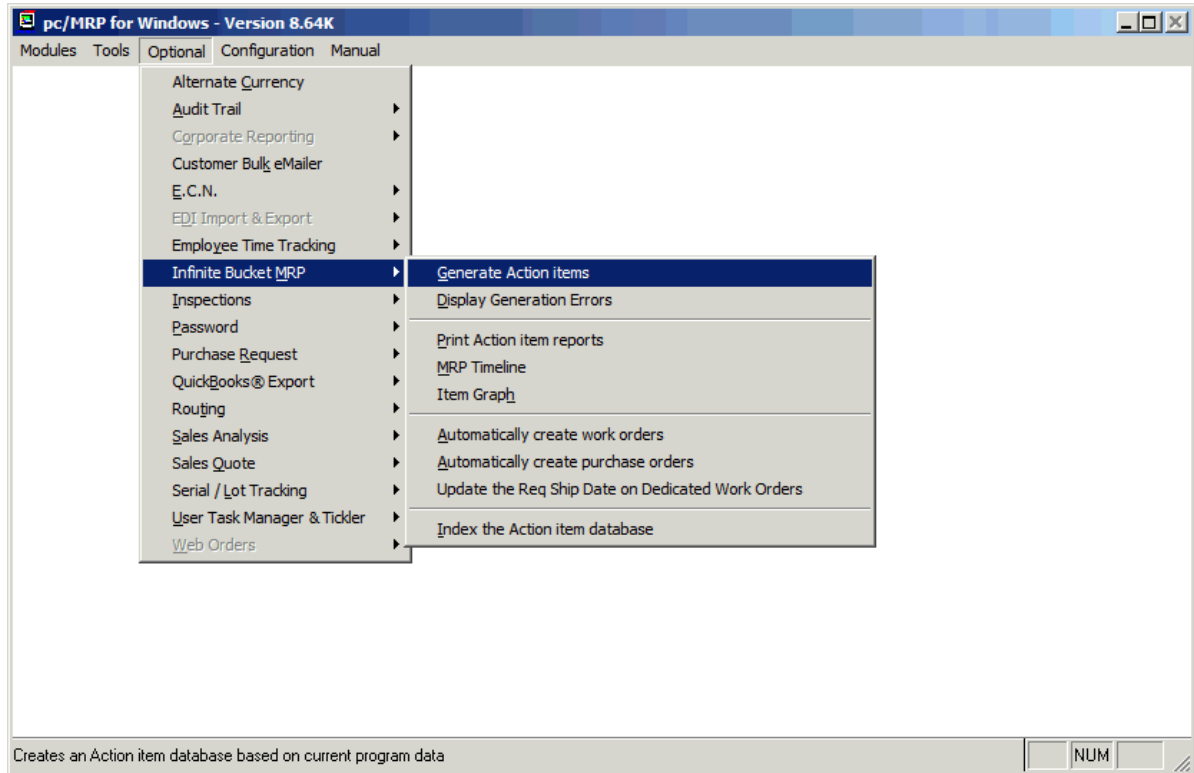 pc/MRP for Windows - Version 8.64K
Modules Tools Optional Configuration Manual
Alternate Currency
Audit Trail
Corporate Reporting
Customer Bulk eMailer
E.C.N.
EDI Import & Export
Employee Time Tracking
Infinite Bucket MRP
Inspections
Password
Purchase Request
QuickBooks® Export
Routing
Sales Analysis
Sales Quote
Serial / Lot Tracking
User Task Manager & Tickler
Web Orders
Generate Action items
Display Generation Errors
Print Action item reports
MRP Timeline
Item Graph
Automatically create work orders
Automatically create purchase orders
Update the Req Ship Date on Dedicated Work Orders
Index the Action item database
Creates an Action item database based on current program data
NUM